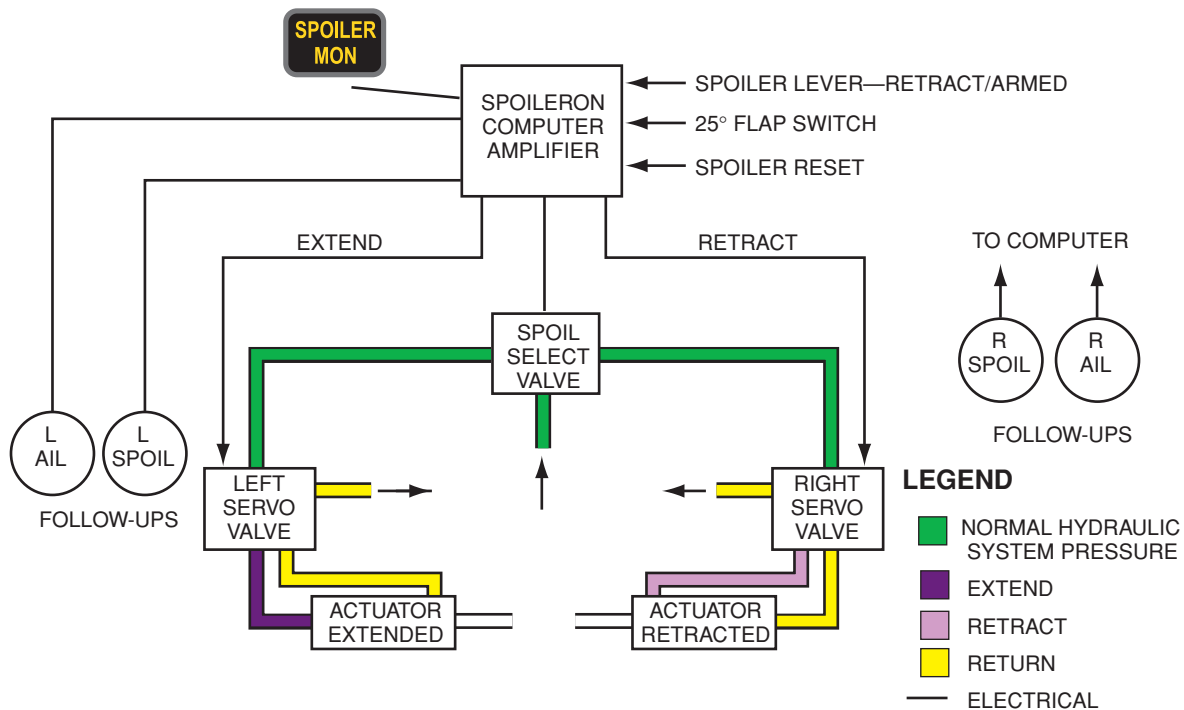 SPOILER
MON
SPOILERON
COMPUTER
AMPLIFIER
SPOILER LEVER—RETRACT/ARMED
25° FLAP SWITCH
SPOILER RESET
EXTEND
RETRACT
TO COMPUTER
SPOIL
SELECT
VALVE
R
SPOIL
R
AIL
FOLLOW-UPS
L
AIL
L
SPOIL
FOLLOW-UPS
LEFT
SERVO
VALVE
RIGHT
SERVO
VALVE
ACTUATOR
EXTENDED
ACTUATOR
RETRACTED
LEGEND
NORMAL HYDRAULIC
SYSTEM PRESSURE
EXTEND
RETRACT
RETURN
ELECTRICAL